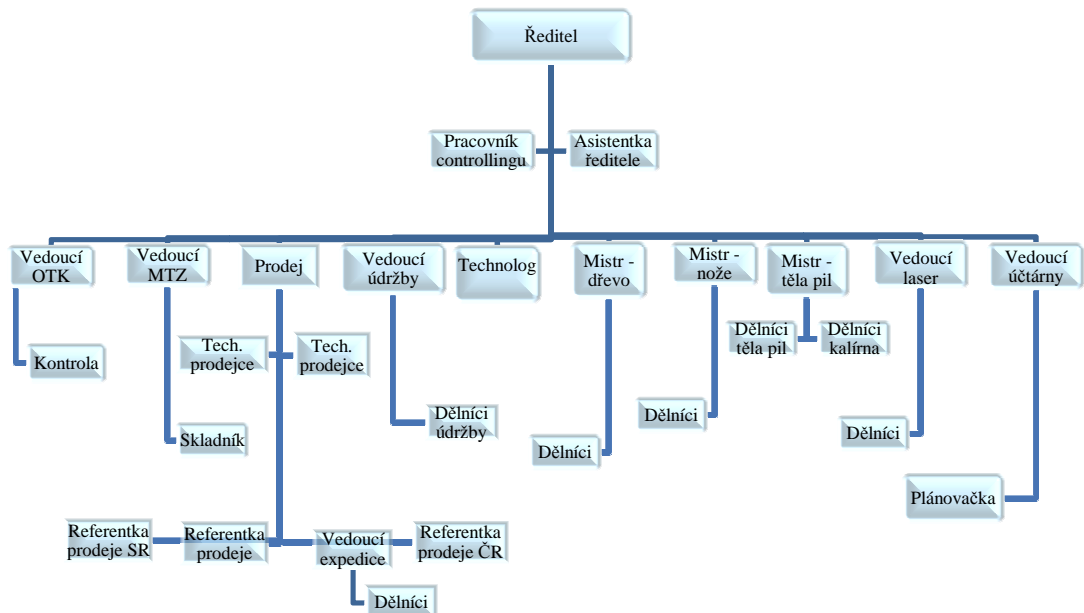 Ředitel
Pracovník
controllingu
Asistentka
ředitele
Vedoucí
OTK
Vedoucí
MTZ
Prodej
Vedoucí
údržby
Technolog
Mistr -
dřevo
Mistr -
nože
Mistr -
těla pil
Vedoucí
laser
Vedoucí
účtárny
Kontrola
Tech.
prodejce
Tech.
prodejce
Dělníci
těla pil
Dělníci
kalírna
Skladník
Dělníci
údržby
Dělníci
Dělníci
Dělníci
Plánovačka
Referentka
prodeje SR
Referentka
prodeje
Vedoucí
expedice
Referentka
prodeje ČR
Dělníci